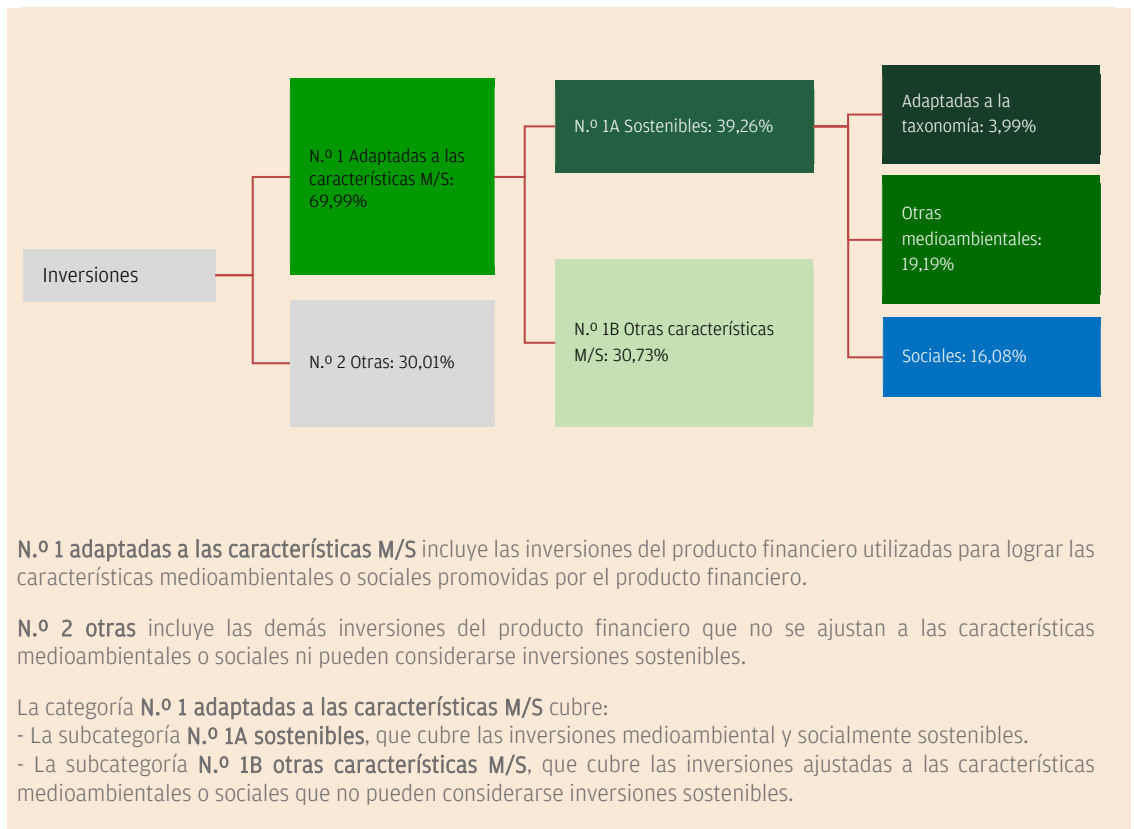 Inversiones
N.º 1 Adaptadas a las
características M/S:
69,99%
N.º 2 Otras: 30,01%
N.º 1A Sostenibles: 39,26%
N.º 1B Otras características
M/S: 30,73%
Adaptadas a la
taxonomía: 3,99%
Otras
medioambientales:
19,19%
Sociales: 16,08%
N.º 1 adaptadas a las características M/S incluye las inversiones del producto financiero utilizadas para lograr las
características medioambientales o sociales promovidas por el producto financiero.
N.º 2 otras incluye las demás inversiones del producto financiero que no se ajustan a las características
medioambientales o sociales ni pueden considerarse inversiones sostenibles.
La categoría N.º 1 adaptadas a las características M/S cubre:
- La subcategoría N.º 1A sostenibles, que cubre las inversiones medioambiental y socialmente sostenibles.
- La subcategoría N.º 1B otras características M/S, que cubre las inversiones ajustadas a las características
medioambientales o sociales que no pueden considerarse inversiones sostenibles.